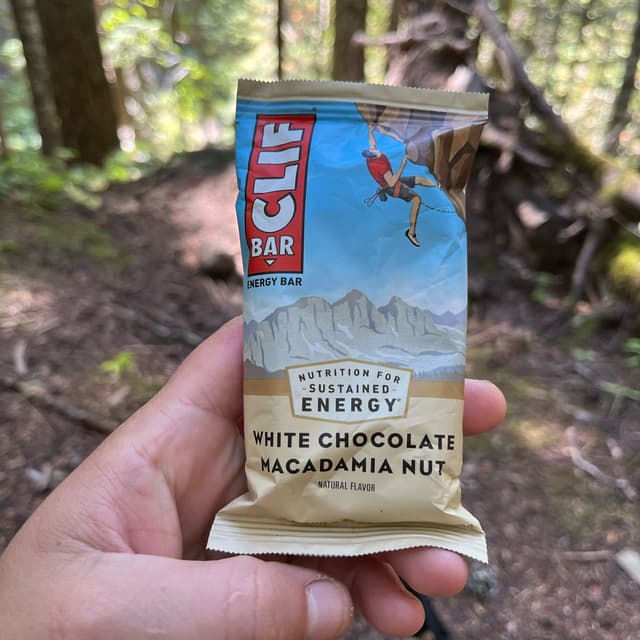 CLIF
BAR
ENERGY BAR
NUTRITION FOR
SUSTAINED
ENERGY®
WHITE CHOCOLATE
MACADAMIA NUT
NATURAL FLAVOR